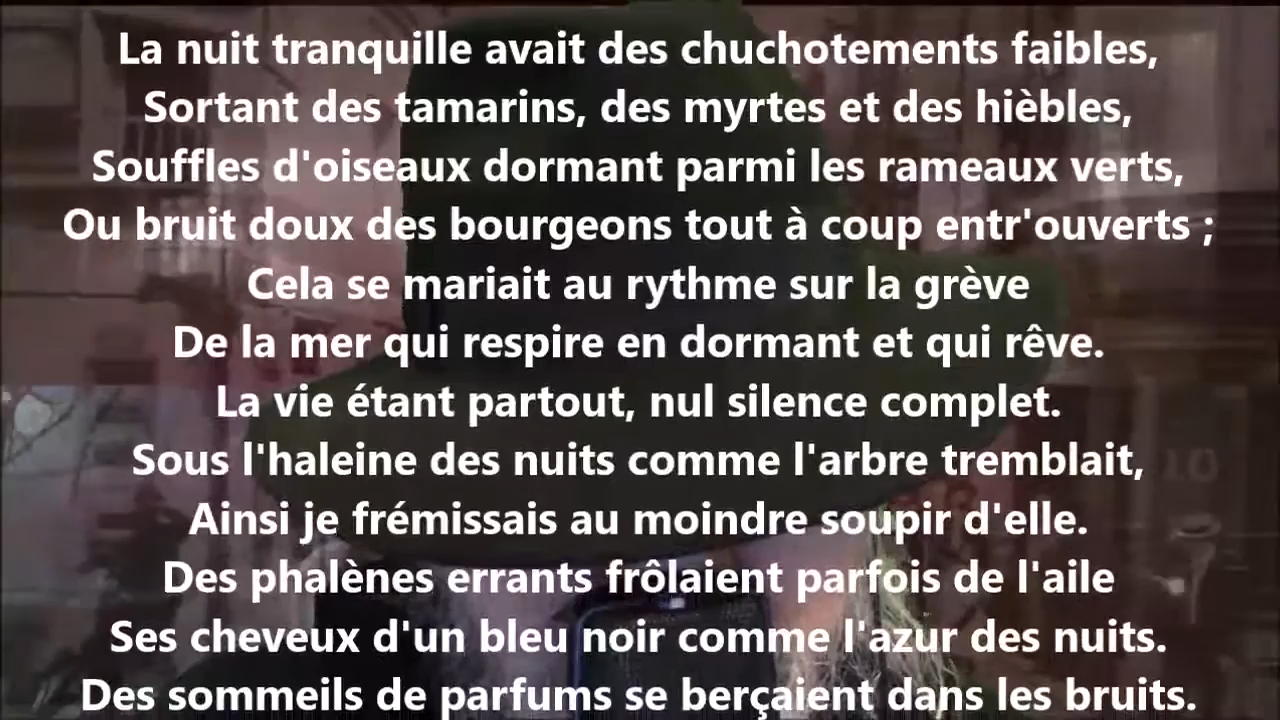 La nuit tranquille avait des chuchotements faibles,
Sortant des tamarins, des myrtes et des hièbles,
Souffles d'oiseaux dormant parmi les rameaux verts,
Ou bruit doux des bourgeons tout à coup entr'ouverts ;
Cela se mariait au rythme sur la grève
De la mer qui respire en dormant et qui rêve.
La vie étant partout, nul silence complet.
Sous l'haleine des nuits comme l'arbre tremblait,
Ainsi je frémissais au moindre soupir d'elle.
Des phalènes errants frôlaient parfois de l'aile
Ses cheveux d'un bleu noir comme l'azur des nuits.
Des sommeils de parfums se berçaient dans les bruits.